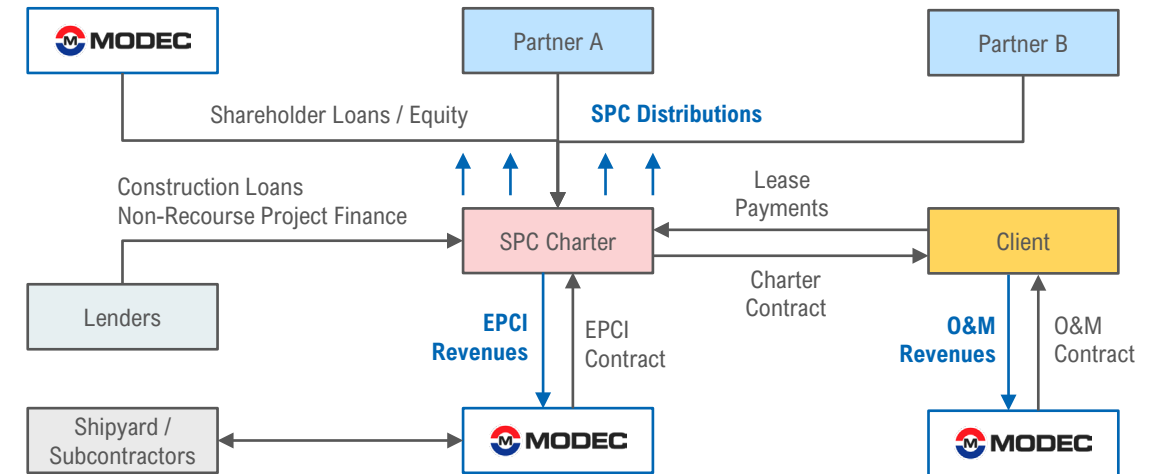 MODEC
Partner A
Partner B
Shareholder Loans / Equity
SPC Distributions
Construction Loans
Non-Recourse Project Finance
Lease
Payments
SPC Charter
Client
Charter
Contract
Lenders
EPCI
Revenues
EPCI
Contract
O&M
Revenues
O&M
Contract
Shipyard /
Subcontractors
M MODEC
M MODEC